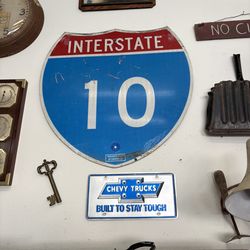 INTERSTATE
NO C
10
CHEVY TRUCKS
BUILT TO STAY TOUGH